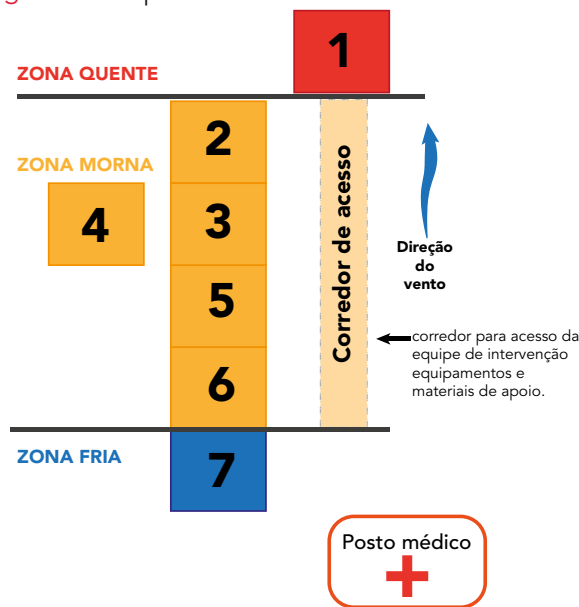 1
ZONA QUENTE
2
ZONA MORNA
4
3
5
6
Corredor de acesso
Direção
do
vento
corredor para acesso da
equipe de intervenção
equipamentos e
materiais de apoio.
ZONA FRIA
7
Posto médico